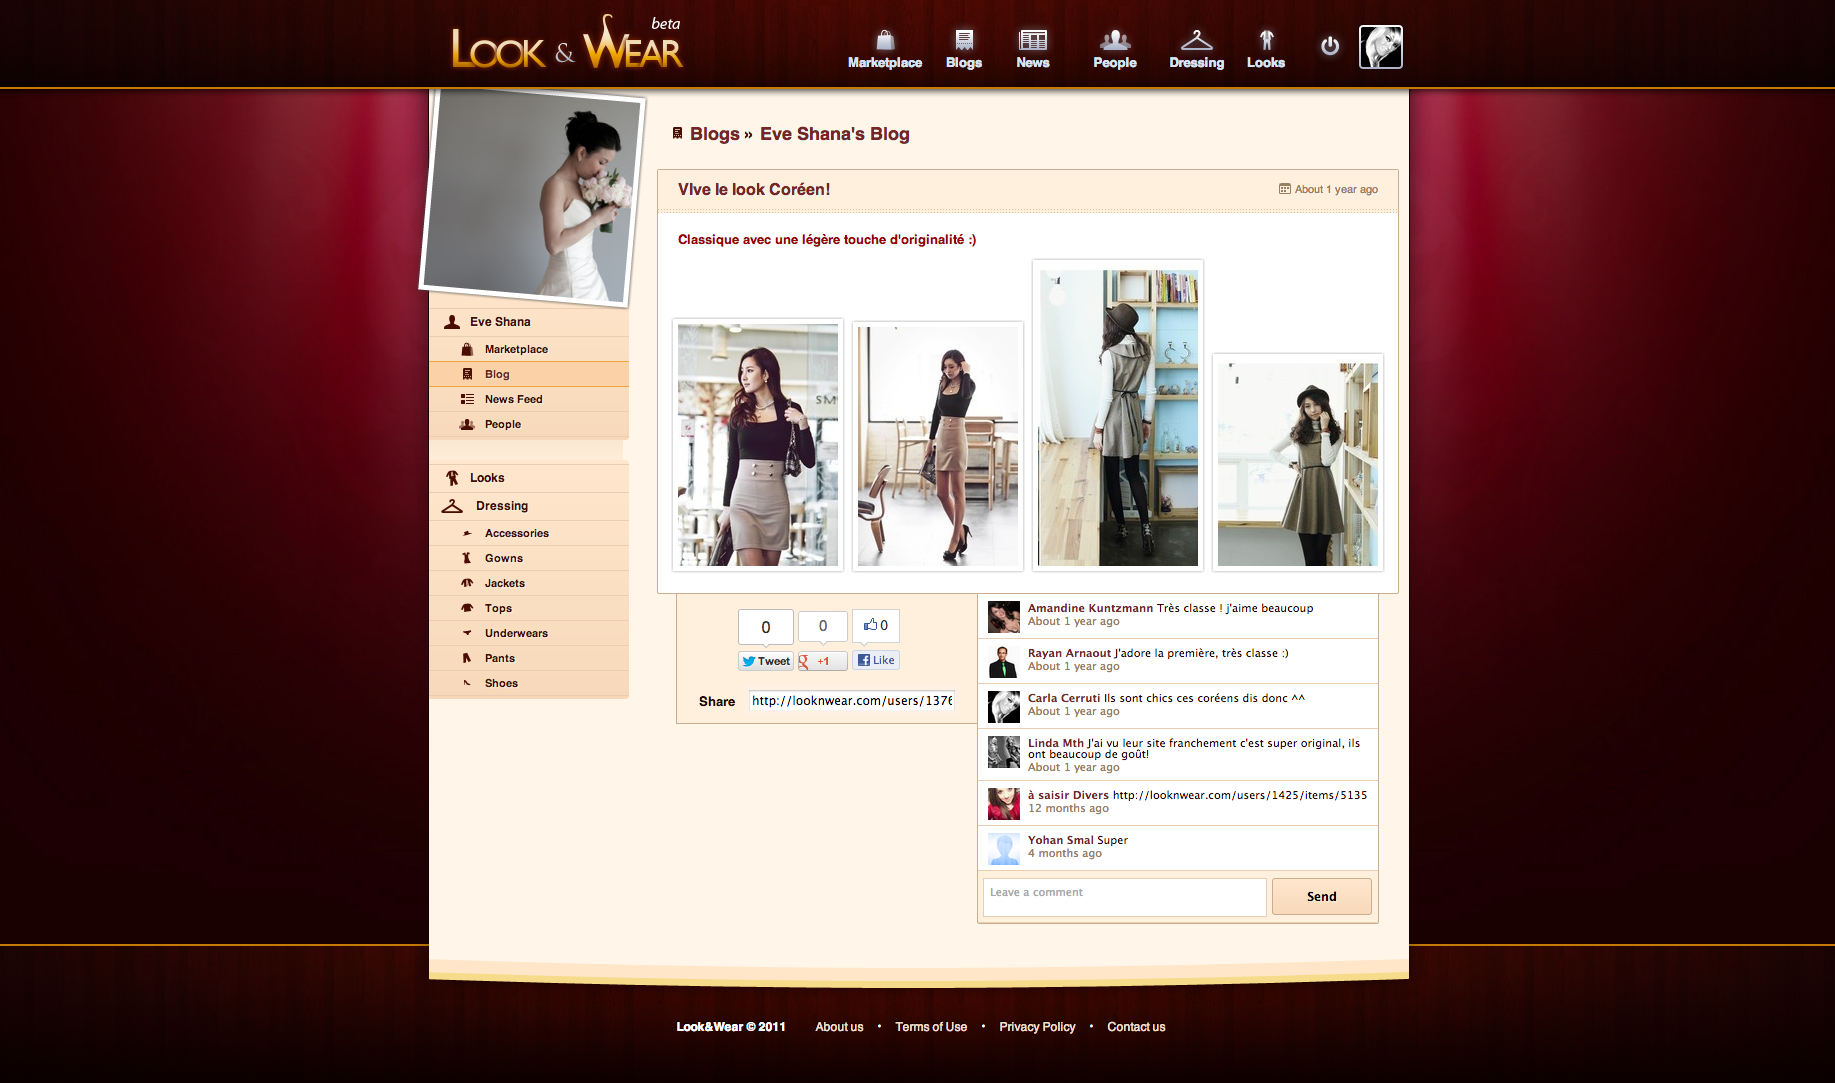 Look & Wear beta
Marketplace
Blogs
News
People
Dressing
Looks
Blogs » Eve Shana's Blog
VIve le look Coréen!
About 1 year ago
Classique avec une légère touche d'originalité :)
SM
Eve Shana
Marketplace
Blog
News Feed
People
Looks
Dressing
Accessories
Gowns
Jackets
Tops
Underwears
Pants
Shoes
0
0
0
Tweet
+1
Like
Share
http://looknwear.com/users/1376
Amandine Kuntzmann Très classe ! j'aime beaucoup
About 1 year ago
Rayan Arnaout J'adore la première, très classe :)
About 1 year ago
Carla Cerruti Ils sont chics ces coréens dis donc ^^
About 1 year ago
Linda Mth J'ai vu leur site franchement c'est super original, ils
ont beaucoup de goût!
About 1 year ago
à saisir Divers http://looknwear.com/users/1425/items/5135
12 months ago
Yohan Smal Super
4 months ago
Leave a comment
Send
Look&Wear © 2011
About us • Terms of Use • Privacy Policy • Contact us